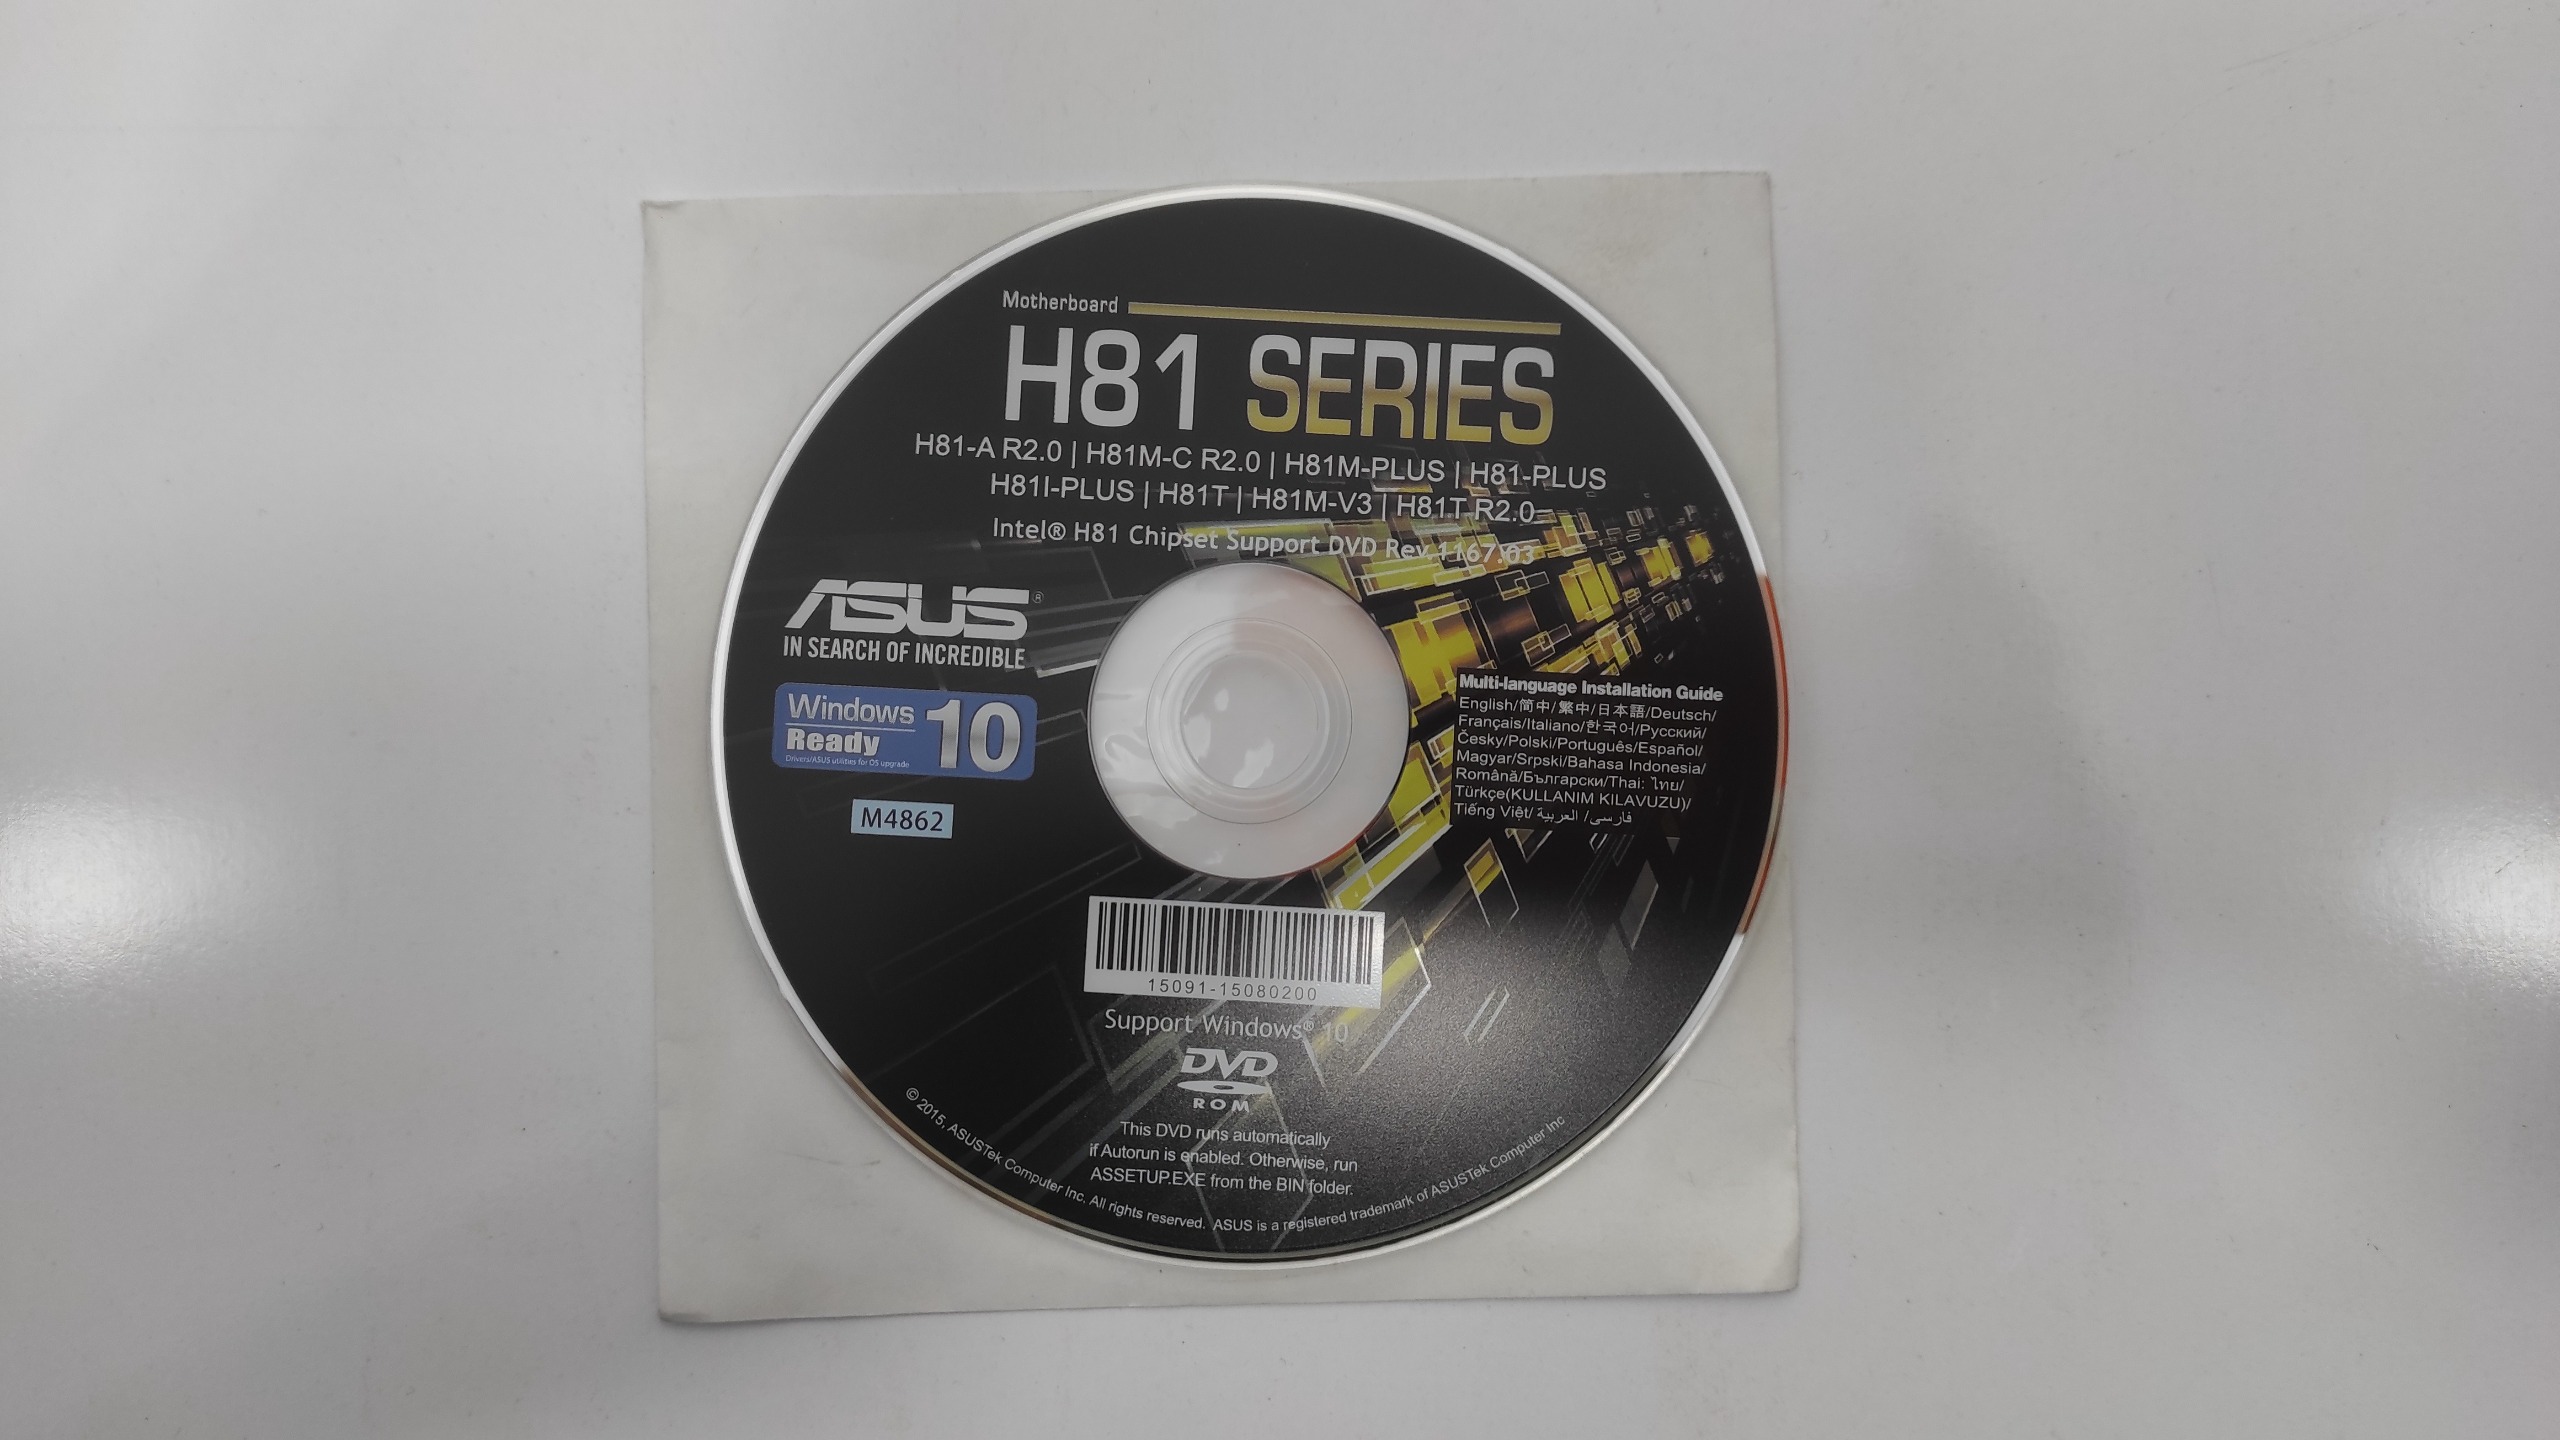 Motherboard
H81 SERIES
H81-A R2.0 | H81M-C R2.0 | H81M-PLUS | H81-PLUS
H81I-PLUS | H81T | H81M-V3 | H81T R2.0
Intel® H81 Chipset Support DVD Rev.1167.03
ASUS®
IN SEARCH OF INCREDIBLE
Windows 10
Ready
Drivers/ASUS utilities for OS upgrade
M4862
Multi-language Installation Guide
English/简中/繁中/日本語/Deutsch/
Français/Italiano/한국어/Русский/
Česky/Polski/Português/Español/
Magyar/Srpski/Bahasa Indonesia/
Română/Български/Thai: ไทย/
Türkçe(KULLANIM KILAVUZU)/
Tiếng Việt/ العربية/ فارسی
15091-15080200
Support Windows® 10
DVD
ROM
This DVD runs automatically
if Autorun is enabled. Otherwise, run
ASSETUP.EXE from the BIN folder.
© 2015, ASUSTek Computer Inc. All rights reserved. ASUS is a registered trademark of ASUSTek Computer Inc